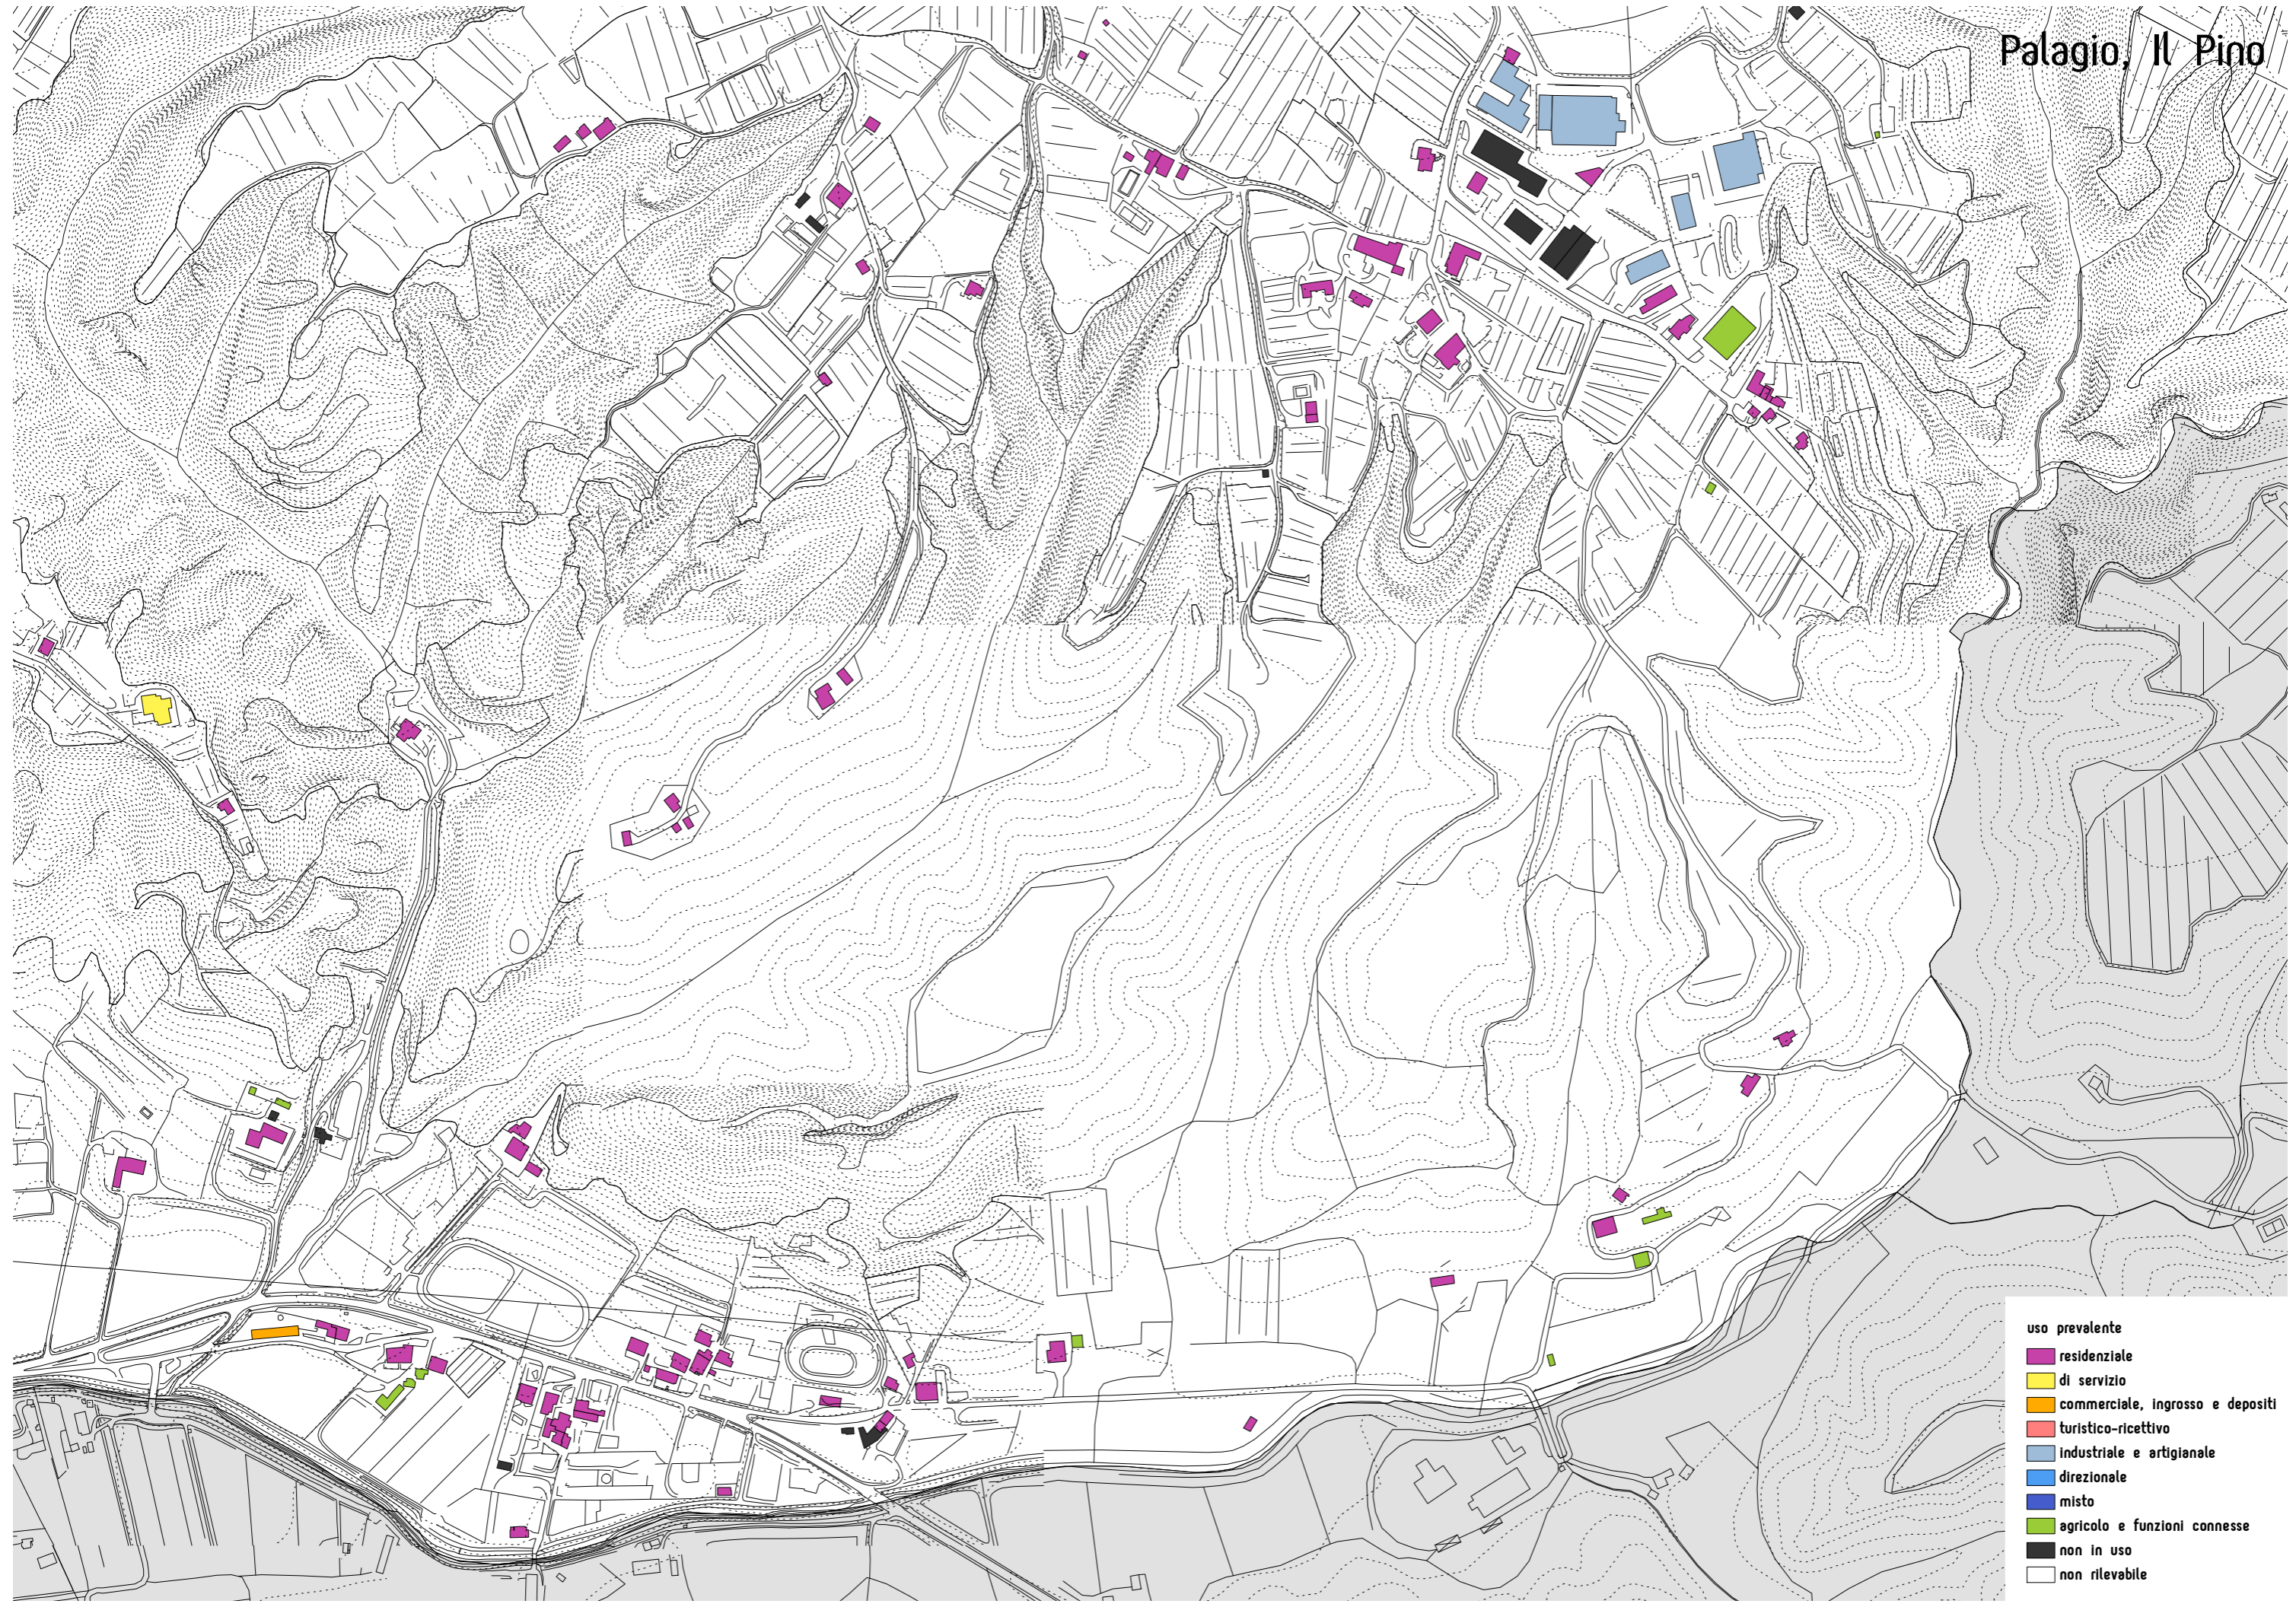 Palagio, Il Pino
uso prevalente
residenziale
di servizio
commerciale, ingrosso e depositi
turistico-ricettivo
industriale e artigianale
direzionale
misto
agricolo e funzioni connesse
non in uso
non rilevabile